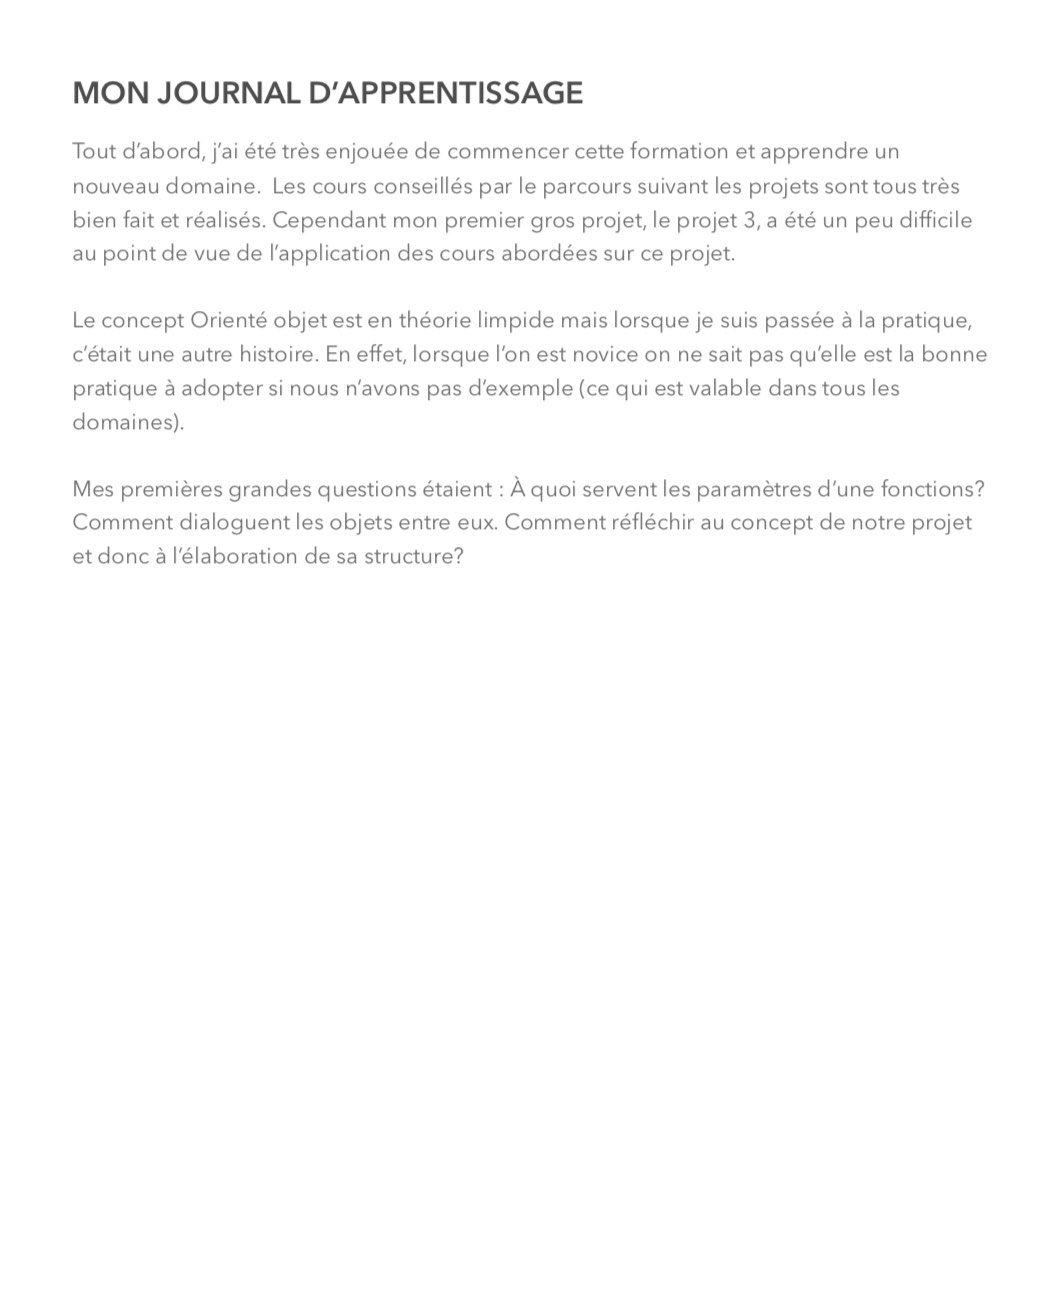 MON JOURNAL D’APPRENTISSAGE
Tout d’abord, j’ai été très enjouée de commencer cette formation et apprendre un
nouveau domaine.  Les cours conseillés par le parcours suivant les projets sont tous très
bien fait et réalisés. Cependant mon premier gros projet, le projet 3, a été un peu difficile
au point de vue de l’application des cours abordées sur ce projet.
Le concept Orienté objet est en théorie limpide mais lorsque je suis passée à la pratique,
c’était une autre histoire. En effet, lorsque l’on est novice on ne sait pas qu’elle est la bonne
pratique à adopter si nous n’avons pas d’exemple (ce qui est valable dans tous les
domaines).
Mes premières grandes questions étaient : À quoi servent les paramètres d’une fonctions?
Comment dialoguent les objets entre eux. Comment réfléchir au concept de notre projet
et donc à l’élaboration de sa structure?